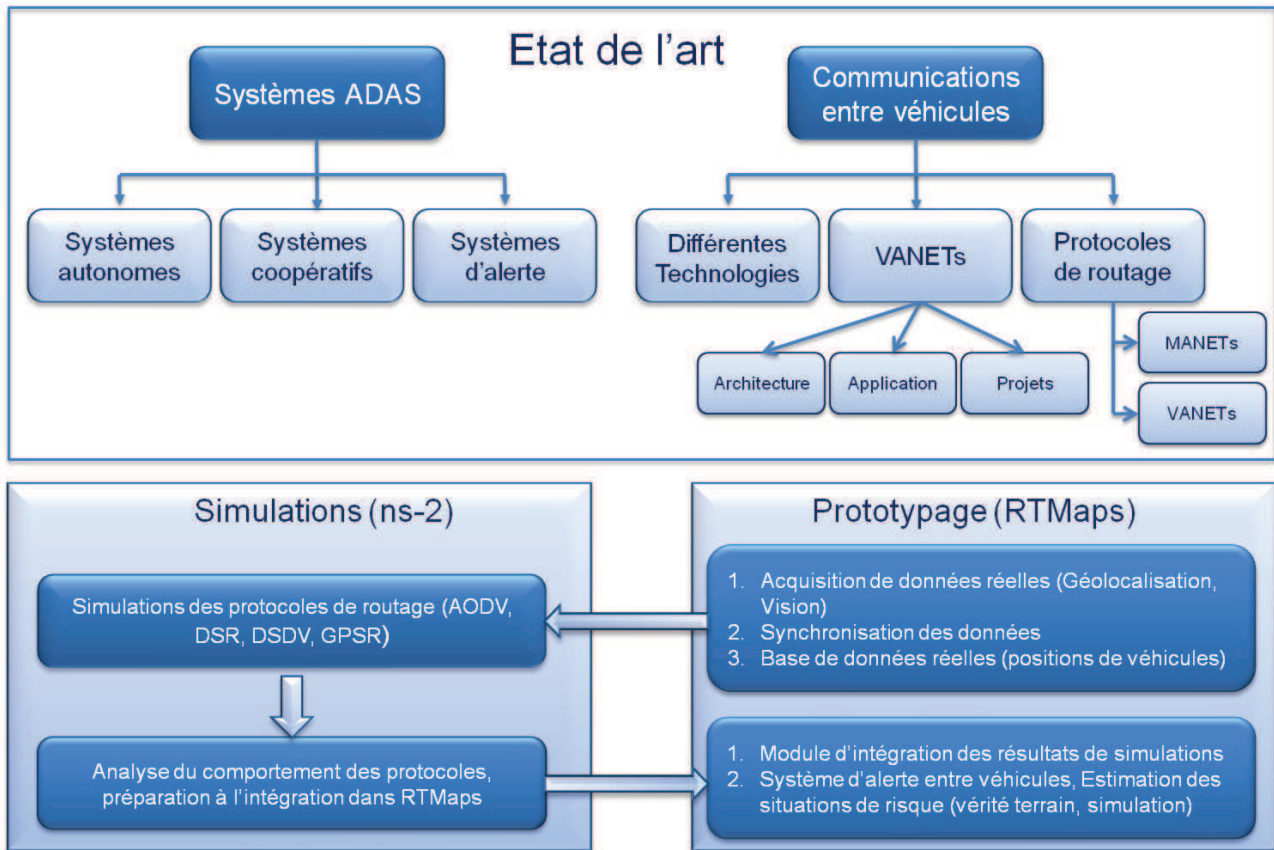 Etat de l'art
Systèmes ADAS
Communications
entre véhicules
Systèmes
autonomes
Systèmes
coopératifs
Systèmes
d'alerte
Différentes
Technologies
VANETs
Protocoles
de routage
Architecture
Application
Projets
MANETs
VANETs
Simulations (ns-2)
Simulations des protocoles de routage (AODV,
DSR, DSDV, GPSR)
Analyse du comportement des protocoles,
préparation à l'intégration dans RTMaps
Prototypage (RTMaps)
1. Acquisition de données réelles (Géolocalisation,
Vision)
2. Synchronisation des données
3. Base de données réelles (positions de véhicules)
1. Module d'intégration des résultats de simulations
2. Système d'alerte entre véhicules, Estimation des
situations de risque (vérité terrain, simulation)